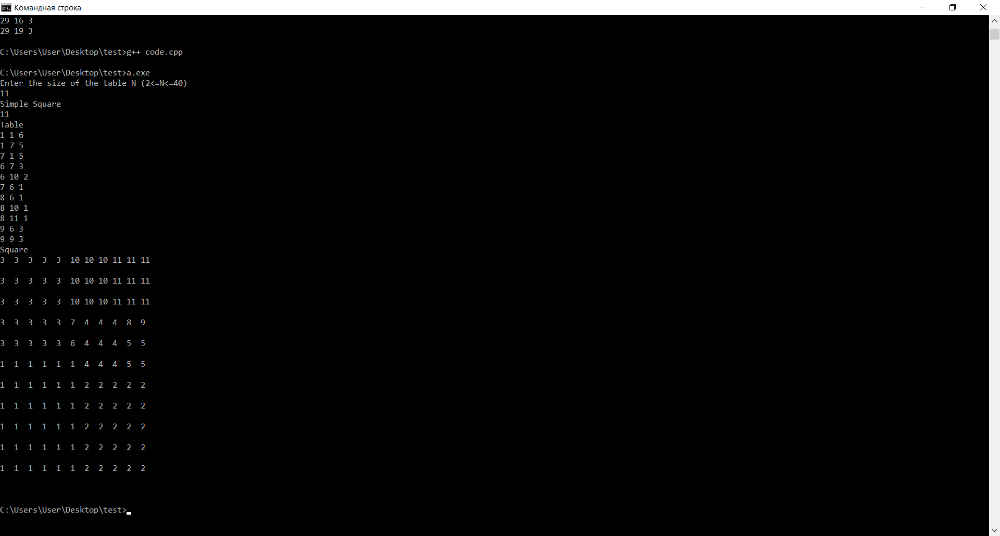 Командная строка
29 16 3
29 19 3
C:\Users\User\Desktop\test>g++ code.cpp
C:\Users\User\Desktop\test>a.exe
Enter the size of the table N (2<=N<=40)
11
Simple Square
11
Table
1 1 6
1 7 5
7 1 5
6 7 3
6 10 2
7 6 1
8 6 1
8 10 1
8 11 1
9 6 3
9 9 3
Square
3  3  3  3  3  10 10 10 11 11 11
3  3  3  3  3  10 10 10 11 11 11
3  3  3  3  3  10 10 10 11 11 11
3  3  3  3  3  7  4  4  4  8  9
3  3  3  3  3  6  4  4  4  5  5
1  1  1  1  1  1  4  4  4  5  5
1  1  1  1  1  1  2  2  2  2  2
1  1  1  1  1  1  2  2  2  2  2
1  1  1  1  1  1  2  2  2  2  2
1  1  1  1  1  1  2  2  2  2  2
1  1  1  1  1  1  2  2  2  2  2
C:\Users\User\Desktop\test>